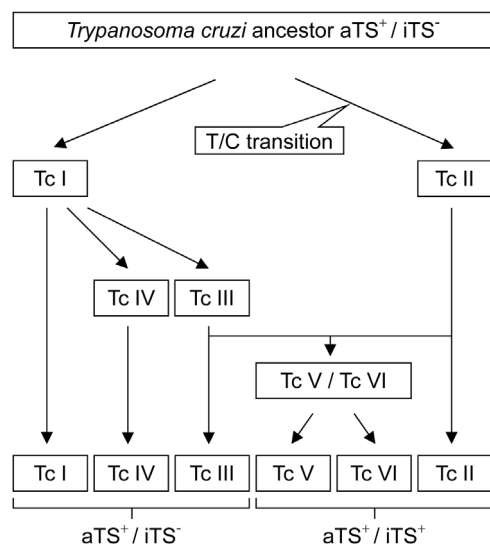 Trypanosoma cruzi ancestor aTS⁺ / iTS⁻
T/C transition
Tc I
Tc II
Tc IV
Tc III
Tc V / Tc VI
Tc I
Tc IV
Tc III
Tc V
Tc VI
Tc II
aTS⁺ / iTS⁻
aTS⁺ / iTS⁺